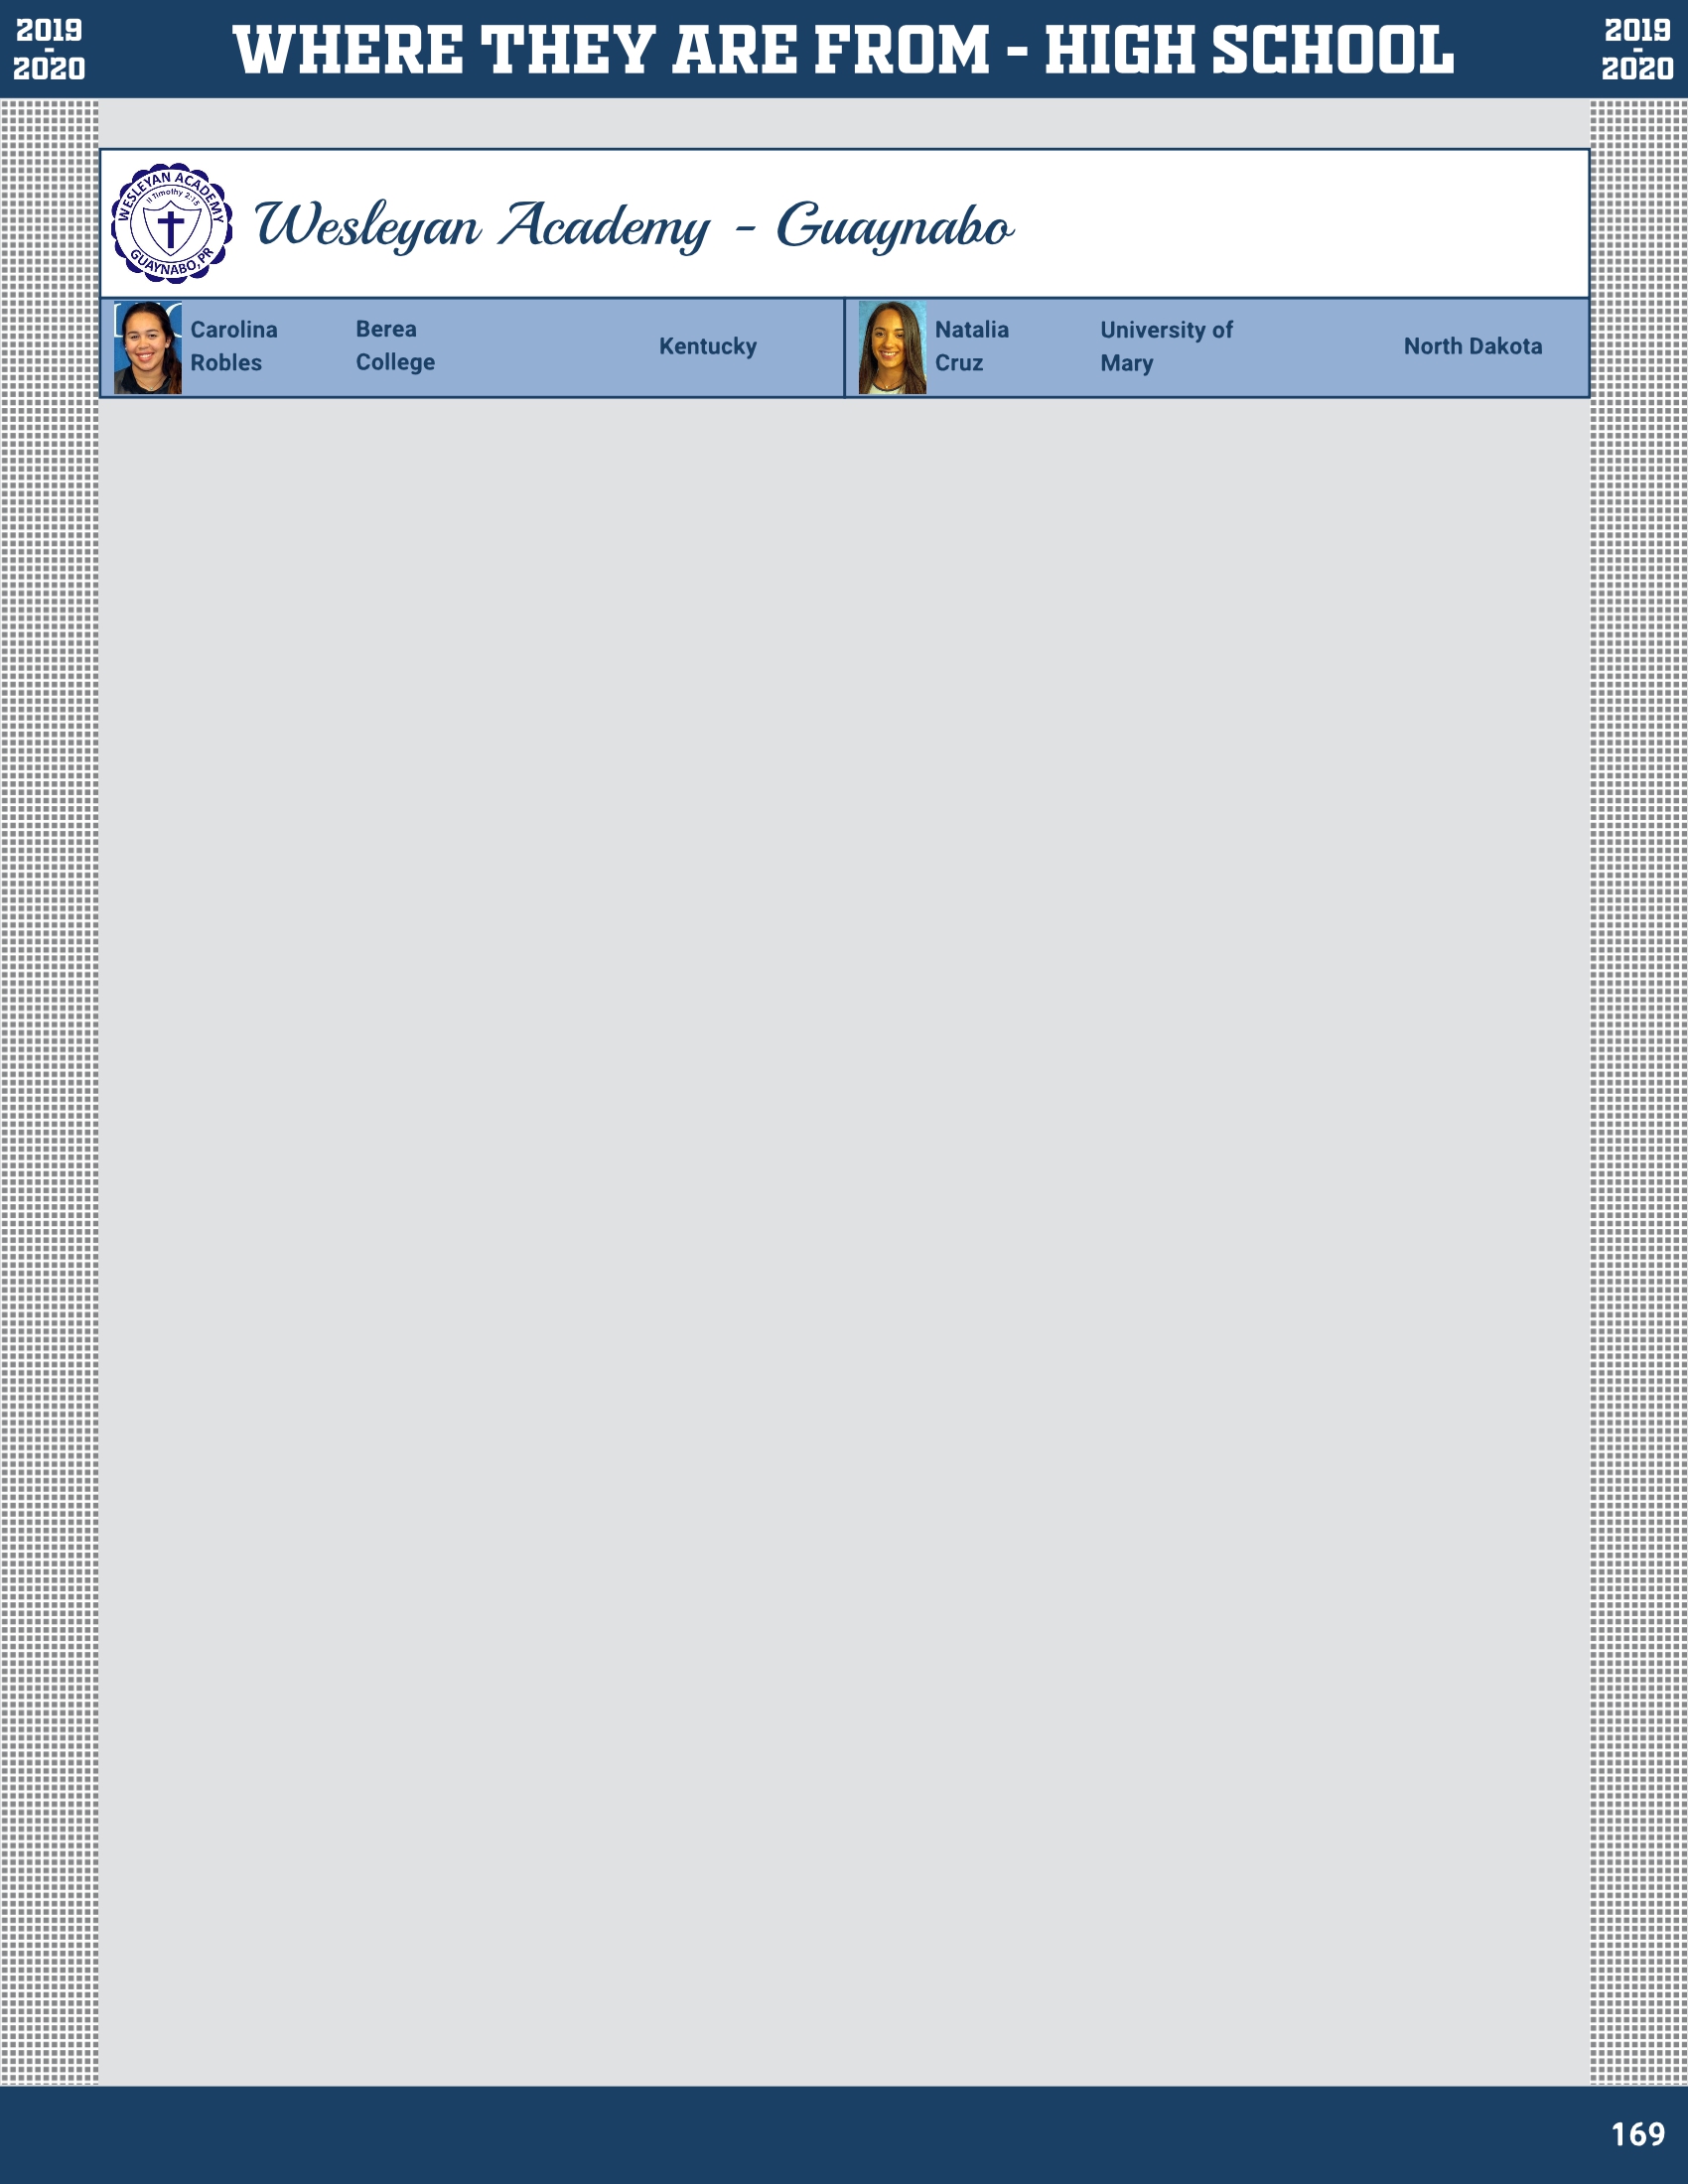 2019
-
2020
WHERE THEY ARE FROM - HIGH SCHOOL
2019
-
2020
WESLEYAN ACADEMY
II Timothy 2:15
GUAYNABO, PR
Wesleyan Academy - Guaynabo
Carolina
Robles
Berea
College
Kentucky
Natalia
Cruz
University of
Mary
North Dakota
169